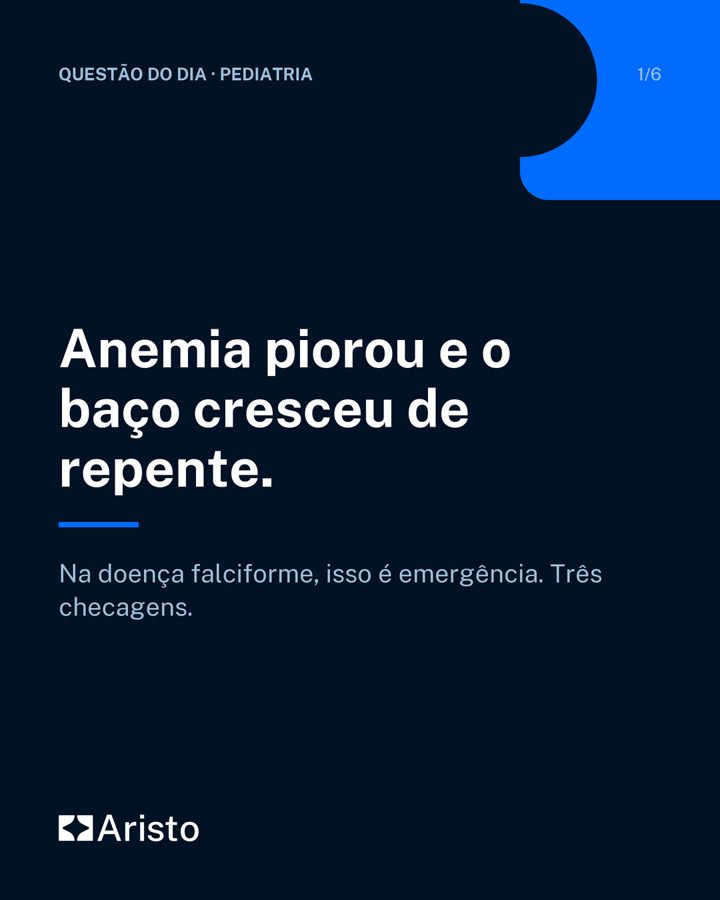 QUESTÃO DO DIA · PEDIATRIA
1/6
Anemia piorou e o
baço cresceu de
repente.
Na doença falciforme, isso é emergência. Três
checagens.
Aristo